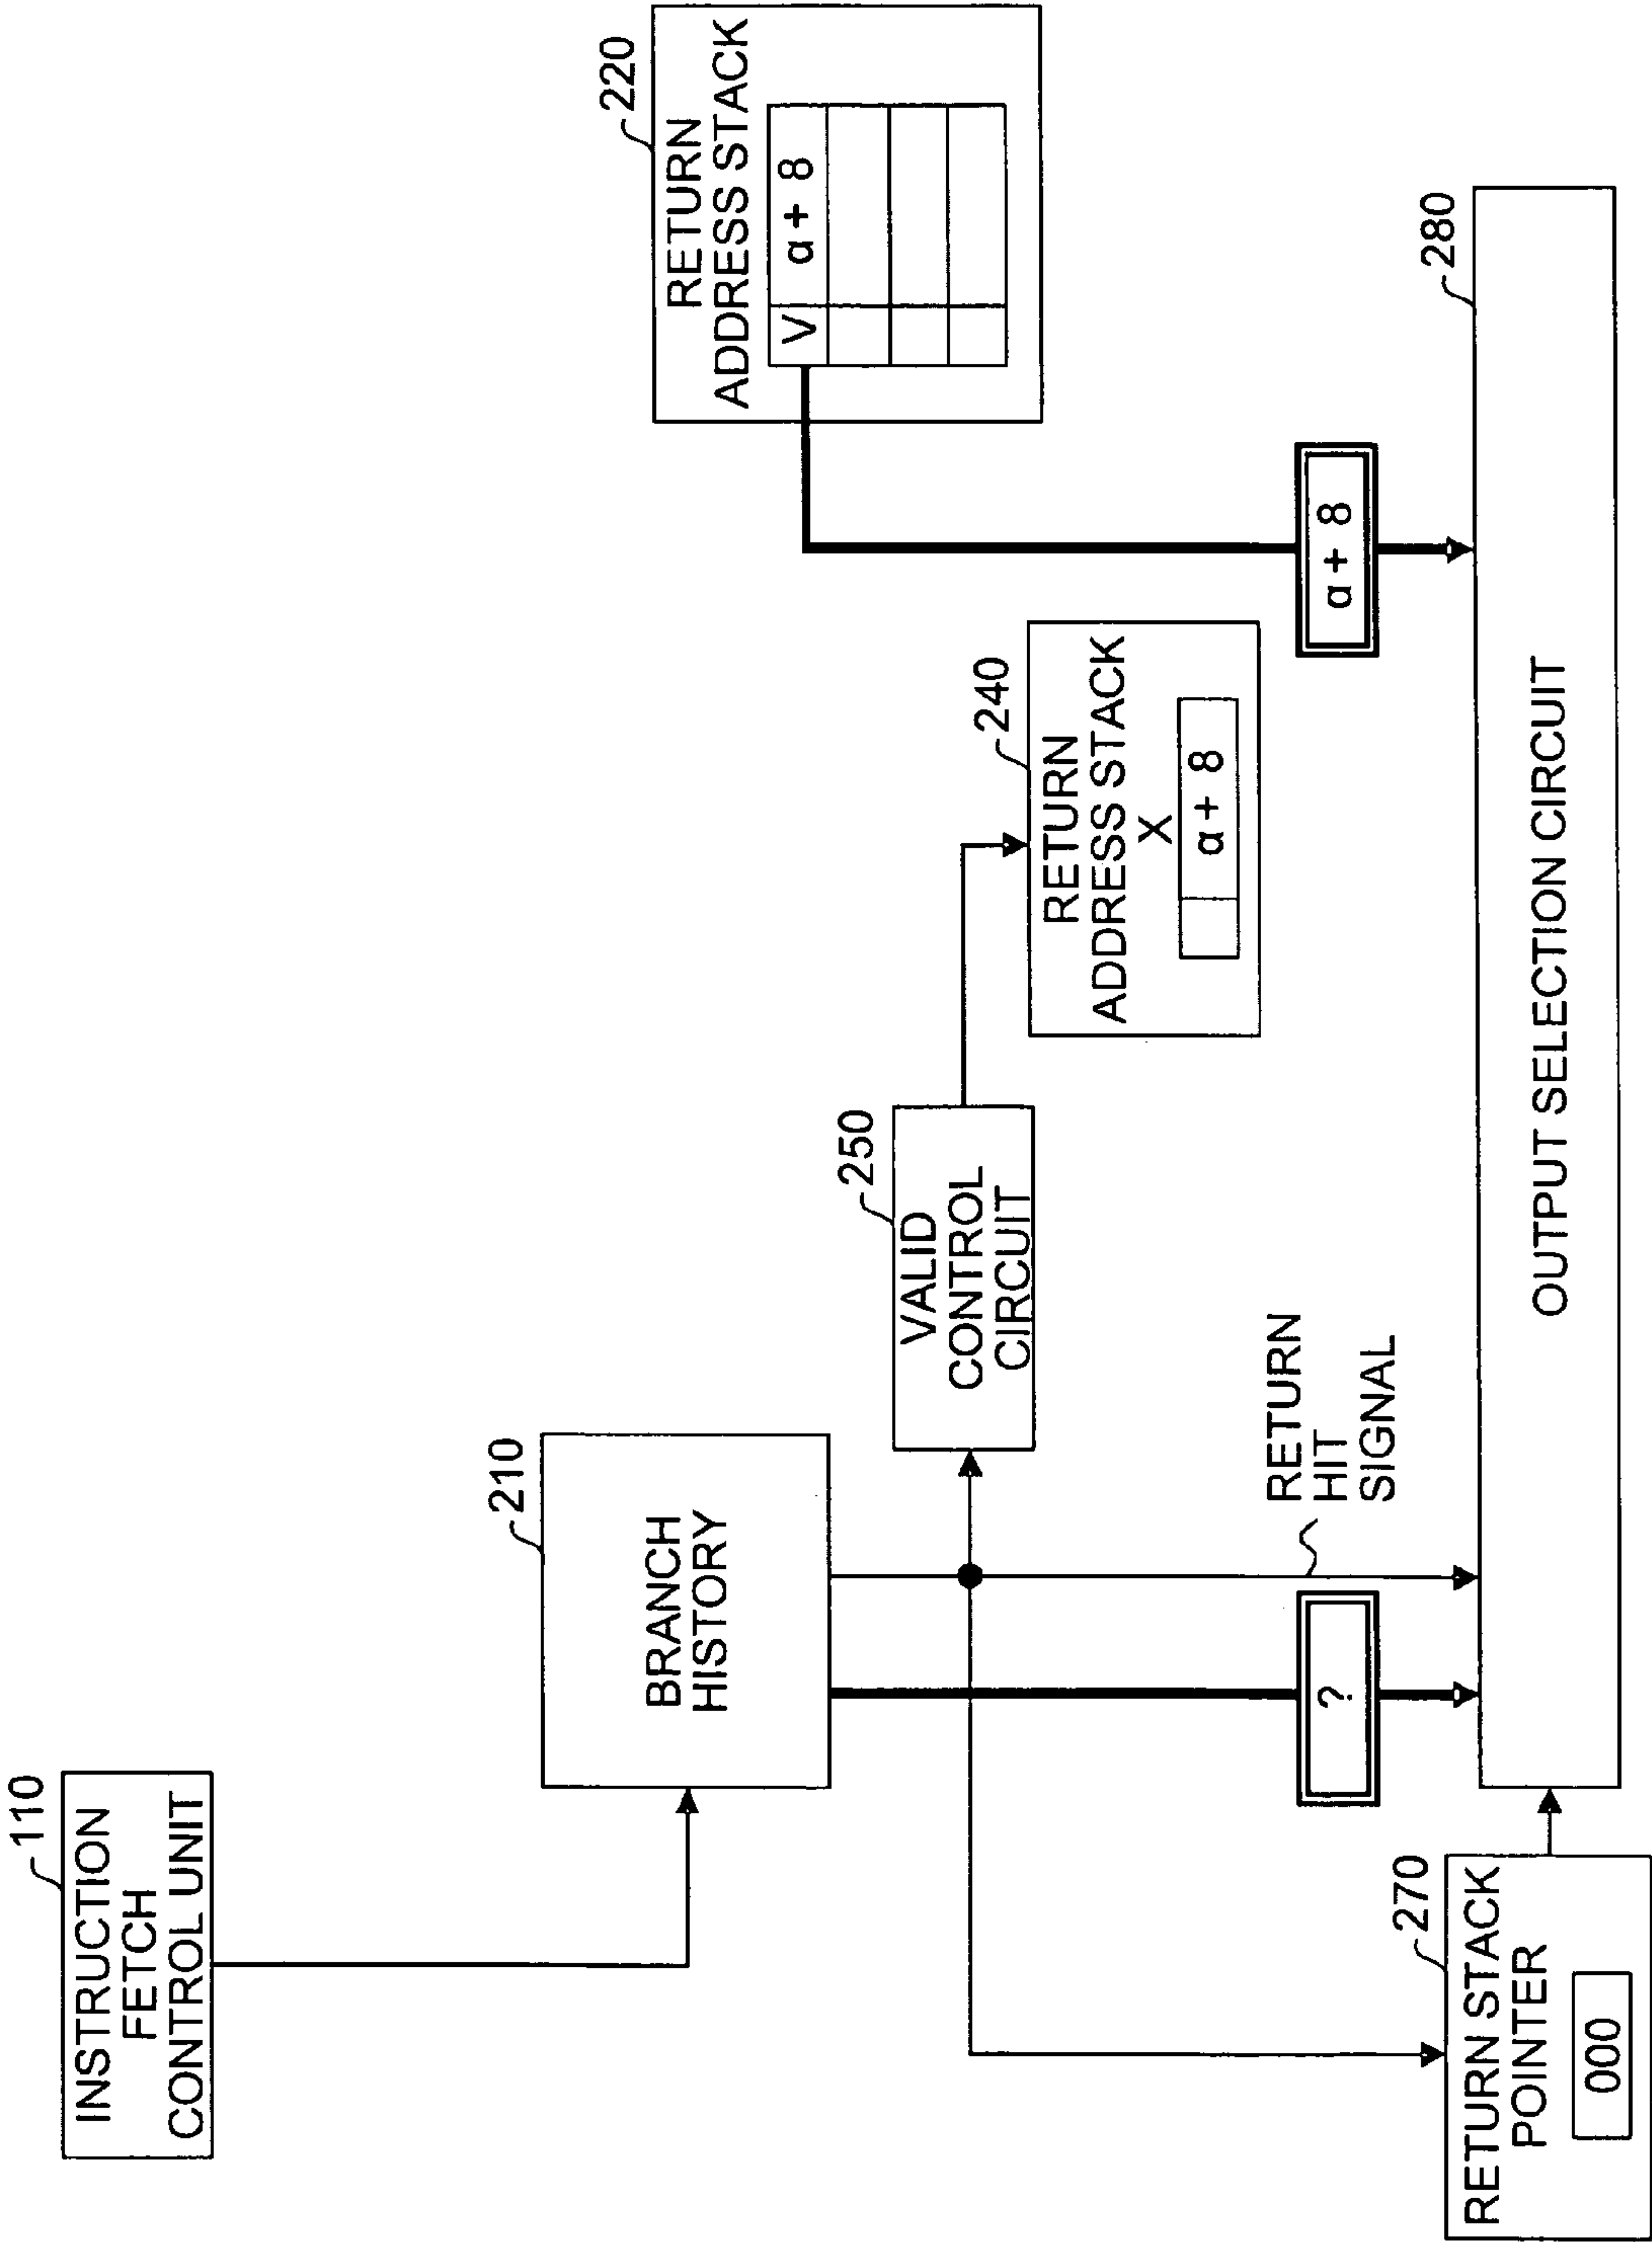 110
INSTRUCTION
FETCH
CONTROL UNIT
210
BRANCH
HISTORY
220
RETURN
ADDRESS STACK
V α + 8
250
VALID
CONTROL
CIRCUIT
240
RETURN
ADDRESS STACK
X
α + 8
RETURN
HIT
SIGNAL
?
α + 8
270
RETURN STACK
POINTER
000
280
OUTPUT SELECTION CIRCUIT